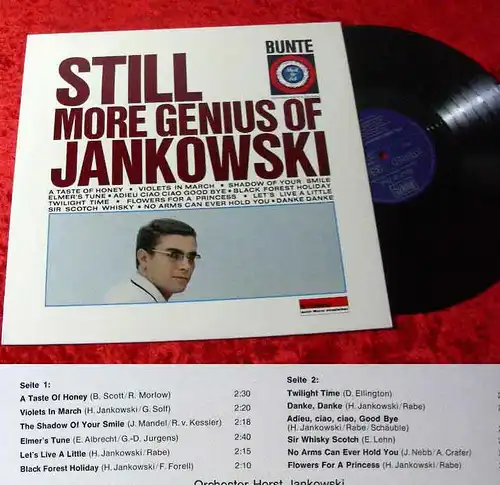 BUNTE
STILL
MORE GENIUS OF
JANKOWSKI
A TASTE OF HONEY • VIOLETS IN MARCH • SHADOW OF YOUR SMILE
ELMER'S TUNE • ADIEU CIAO CIAO GOOD BYE • BLACK FOREST HOLIDAY
TWILIGHT TIME • FLOWERS FOR A PRINCESS • LET'S LIVE A LITTLE
SIR SCOTCH WHISKY • NO ARMS CAN EVER HOLD YOU • DANKE DANKE
Seite 1:
A Taste Of Honey (B. Scott/R. Morlow) 2:30
Violets In March (H. Jankowski/G. Solf) 2:20
The Shadow Of Your Smile (J. Mandel/R. v. Kessler) 2:18
Elmer's Tune (E. Albrecht/G.-D. Jurgens) 2:40
Let's Live A Little (H. Jankowski/Rabe) 2:15
Black Forest Holiday (H. Jankowski/F. Forell) 2:10
Seite 2:
Twilight Time (D. Ellington)
Danke, Danke (H. Jankowski/Rabe)
Adieu, ciao, ciao, Good Bye
(H. Jankowski/Rabe/Schäuble)
Sir Whisky Scotch (E. Lehn)
No Arms Can Ever Hold You (J. Nebb/A. Crafer)
Flowers For A Princess (H. Jankowski/Rabe)
Orchester Horst Jankowski